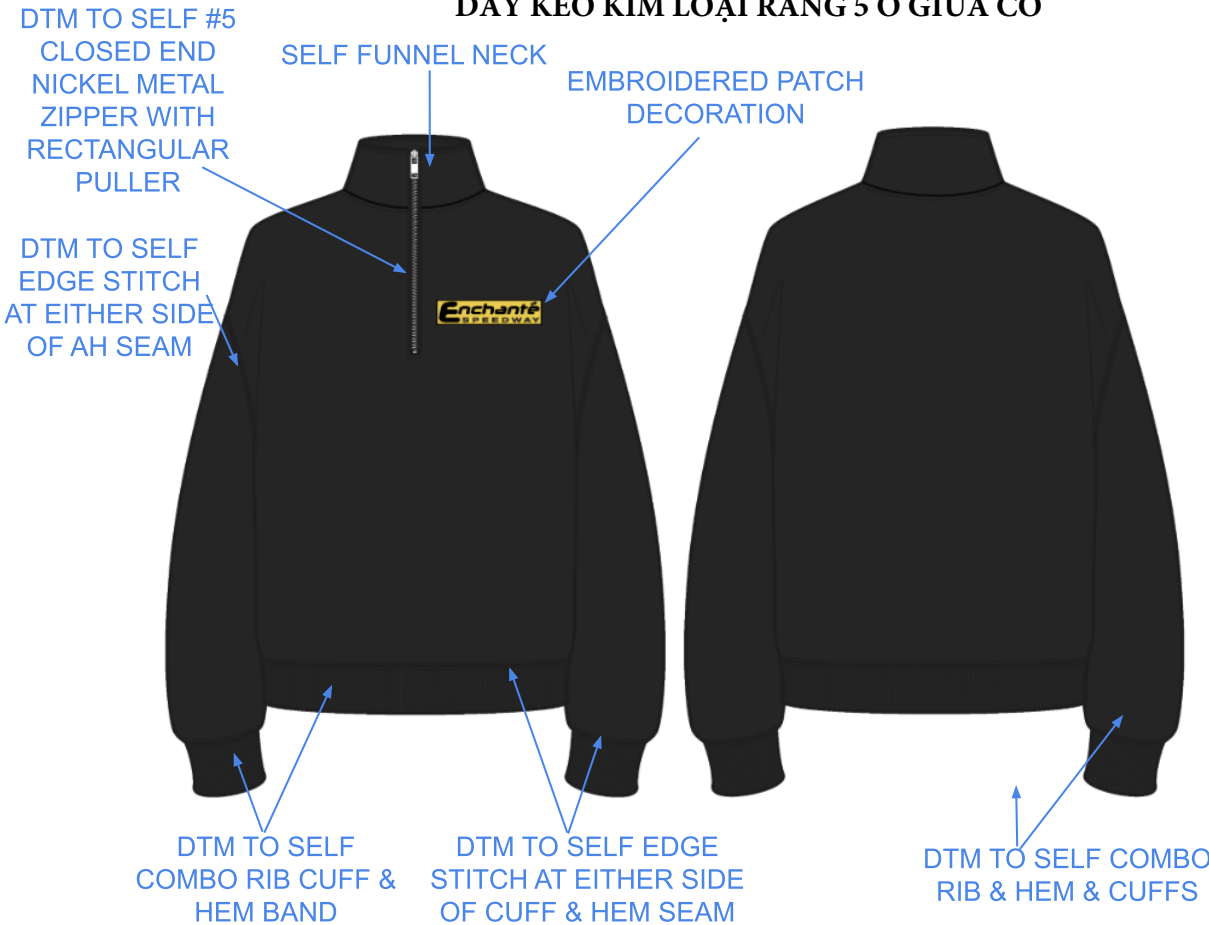 DÂY KÉO KIM LOẠI RĂNG 5 Ở GIỮA CỔ
DTM TO SELF #5
CLOSED END
NICKEL METAL
ZIPPER WITH
RECTANGULAR
PULLER
SELF FUNNEL NECK
EMBROIDERED PATCH
DECORATION
DTM TO SELF
EDGE STITCH
AT EITHER SIDE
OF AH SEAM
Enchanté
SPEEDWAY
DTM TO SELF
COMBO RIB CUFF &
HEM BAND
DTM TO SELF EDGE
STITCH AT EITHER SIDE
OF CUFF & HEM SEAM
DTM TO SELF COMBO
RIB & HEM & CUFFS